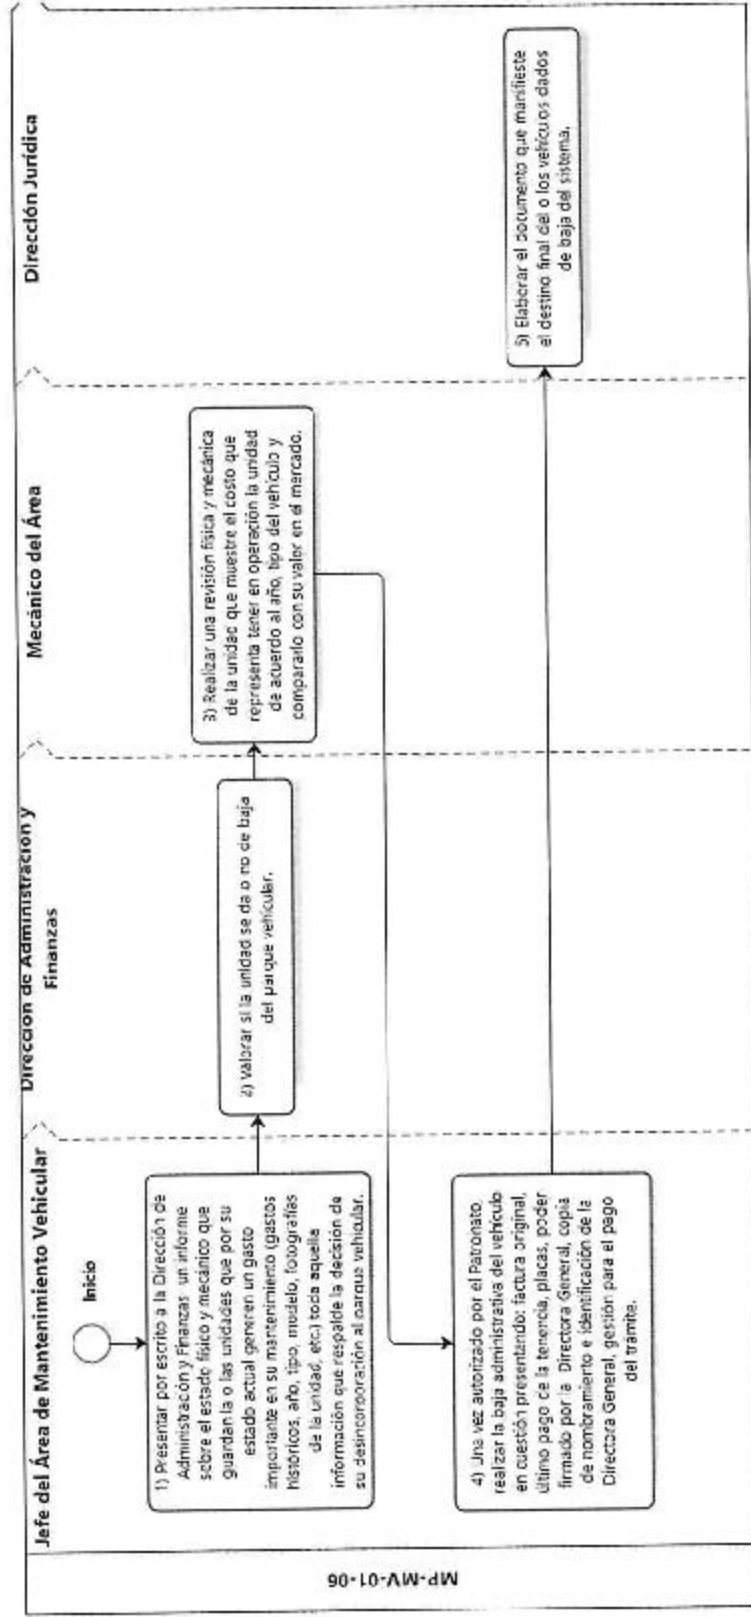 MP-MV-01-06
Jefe del Área de Mantenimiento Vehicular
Dirección de Administración y
Finanzas
Mecánico del Área
Dirección Jurídica
Inicio
1) Presentar por escrito a la Dirección de
Administración y Finanzas un informe
sobre el estado físico y mecánico que
guardan la o las unidades que por su
estado actual generen un gasto
importante en su mantenimiento (gastos
históricos, año, tipo, modelo, fotografías
de la unidad, etc.) toda aquella
información que respalde la decisión de
su desincorporación al parque vehicular.
2) Valorar si la unidad se da o no de baja
del parque vehicular.
3) Realizar una revisión física y mecánica
de la unidad que muestre el costo que
representa tener en operación la unidad
de acuerdo al año, tipo del vehículo y
compararlo con su valor en el mercado.
4) Una vez autorizado por el Patronato,
realizar la baja administrativa del vehículo
en cuestión presentando: factura original,
último pago de la tenencia, placas, poder
firmado por la Directora General, copia
de nombramiento e identificación de la
Directora General, gestión para el pago
del trámite.
5) Elaborar el documento que manifieste
el destino final del o los vehículos dados
de baja del sistema.